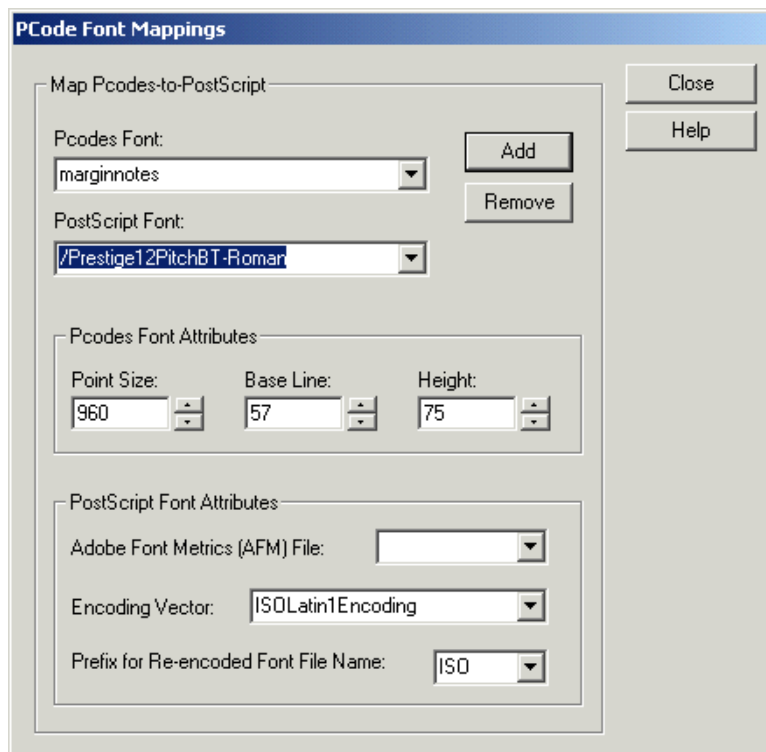 PCode Font Mappings
Map Pcodes-to-PostScript
Close
Help
Pcodes Font:
marginnotes
Add
Remove
PostScript Font:
/Prestige12PitchBT-Roman
Pcodes Font Attributes
Point Size: Base Line: Height:
960 57 75
PostScript Font Attributes
Adobe Font Metrics (AFM) File:
Encoding Vector: ISOLatin1Encoding
Prefix for Re-encoded Font File Name: ISO